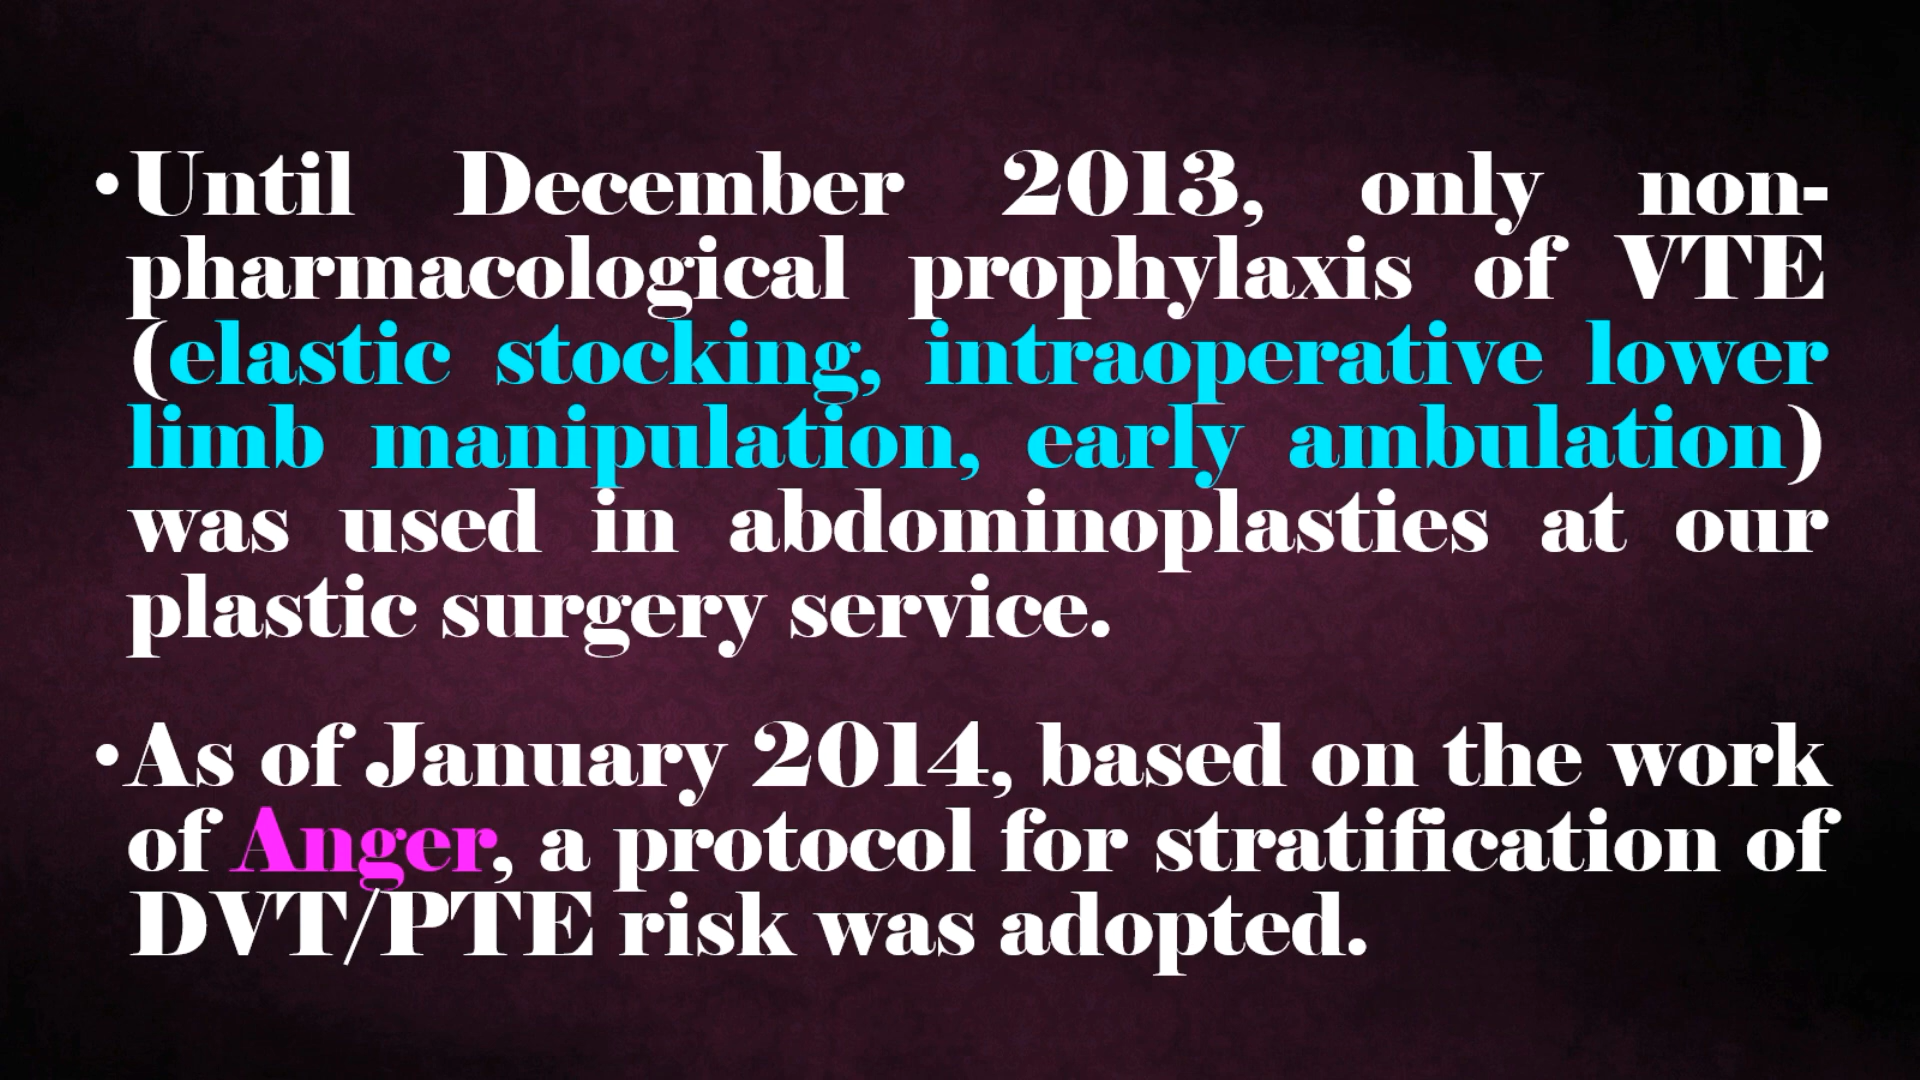 •Until December 2013, only non-
pharmacological prophylaxis of VTE
(elastic stocking, intraoperative lower
limb manipulation, early ambulation)
was used in abdominoplasties at our
plastic surgery service.
•As of January 2014, based on the work
of Anger, a protocol for stratification of
DVT/PTE risk was adopted.